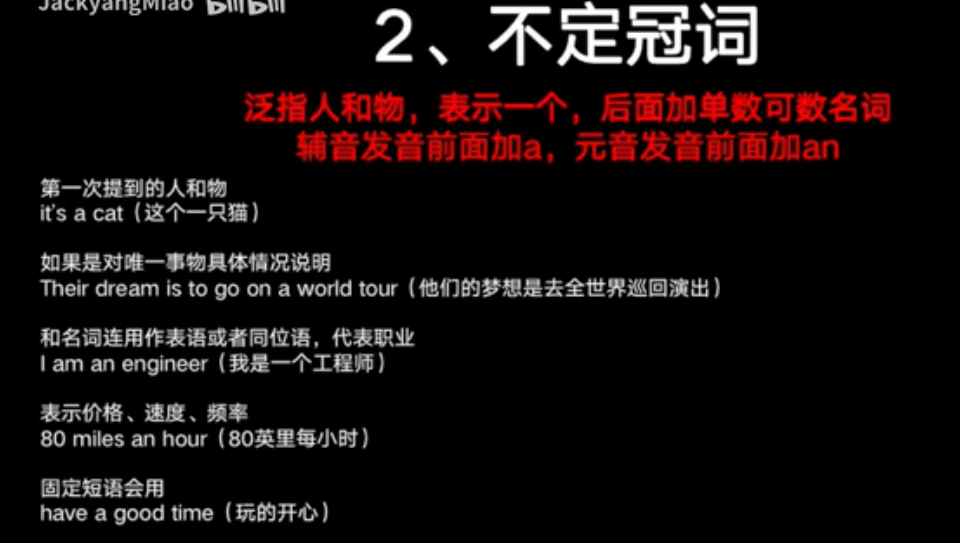 JackyangMiao bilibili
2、不定冠词
泛指人和物，表示一个，后面加单数可数名词
辅音发音前面加a，元音发音前面加an
第一次提到的人和物
it's a cat（这个一只猫）
如果是对唯一事物具体情况说明
Their dream is to go on a world tour（他们的梦想是去全世界巡回演出）
和名词连用作表语或者同位语，代表职业
I am an engineer（我是一个工程师）
表示价格、速度、频率
80 miles an hour（80英里每小时）
固定短语会用
have a good time（玩的开心）